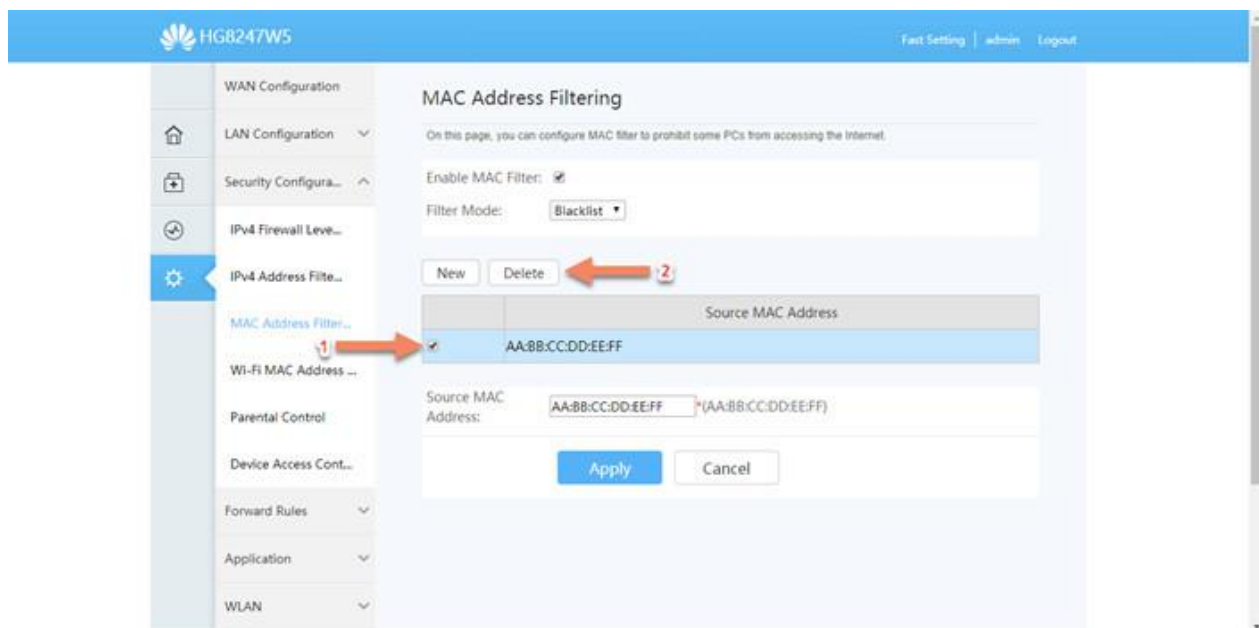 HG8247W5
Fast Setting | admin Logout
WAN Configuration
LAN Configuration
Security Configura...
IPv4 Firewall Leve...
IPv4 Address Filte...
MAC Address Filter...
Wi-Fi MAC Address ...
Parental Control
Device Access Cont...
Forward Rules
Application
WLAN
MAC Address Filtering
On this page, you can configure MAC filter to prohibit some PCs from accessing the Internet.
Enable MAC Filter:
Filter Mode: Blacklist
New Delete 2
Source MAC Address
1 AA:BB:CC:DD:EE:FF
Source MAC
Address: AA:BB:CC:DD:EE:FF *(AA:BB:CC:DD:EE:FF)
Apply Cancel